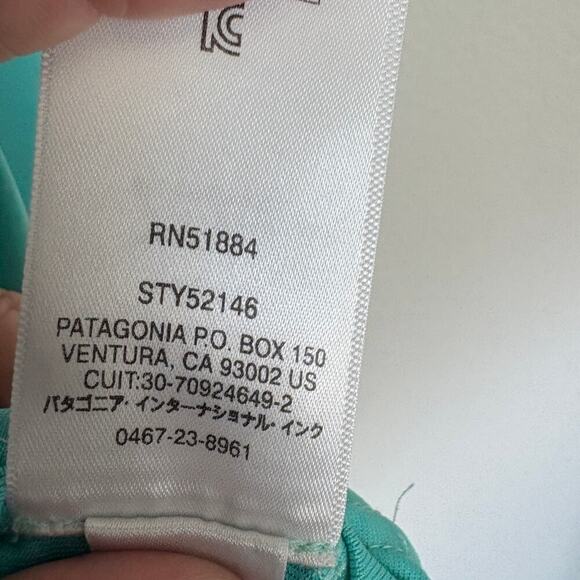 RN51884
STY52146
PATAGONIA P.O. BOX 150
VENTURA, CA 93002 US
CUIT:30-70924649-2
パタゴニア・インターナショナル・インク
0467-23-8961